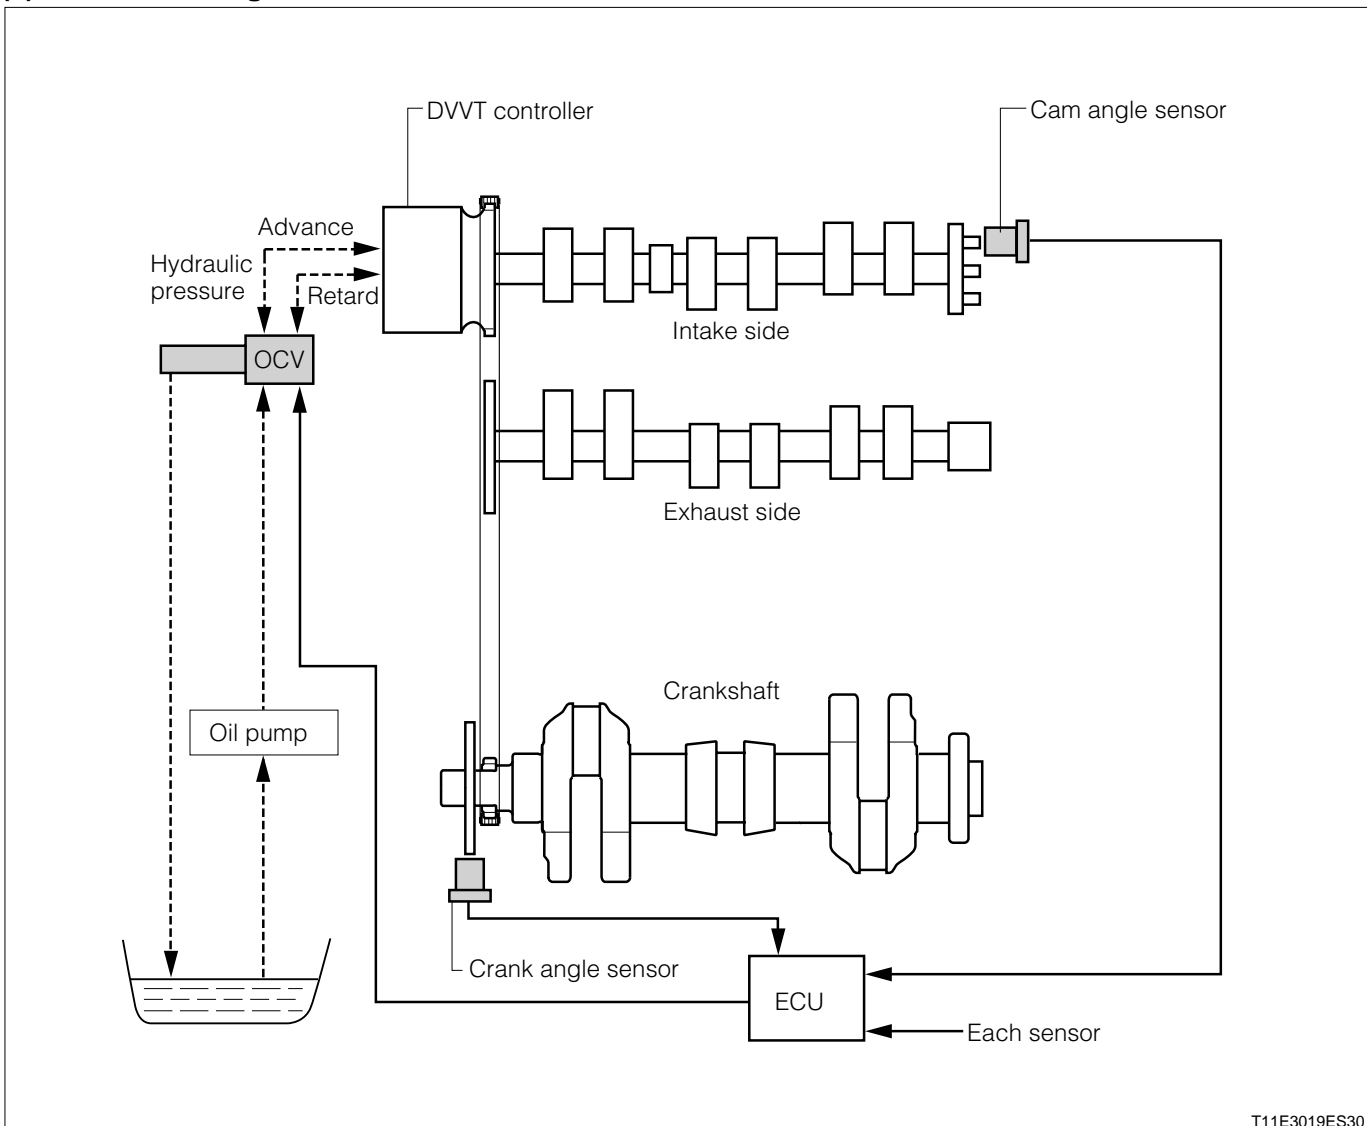 DVVT controller
Cam angle sensor
Advance
Hydraulic
pressure
Retard
OCV
Intake side
Exhaust side
Crankshaft
Oil pump
Crank angle sensor
ECU
Each sensor
T11E3019ES30